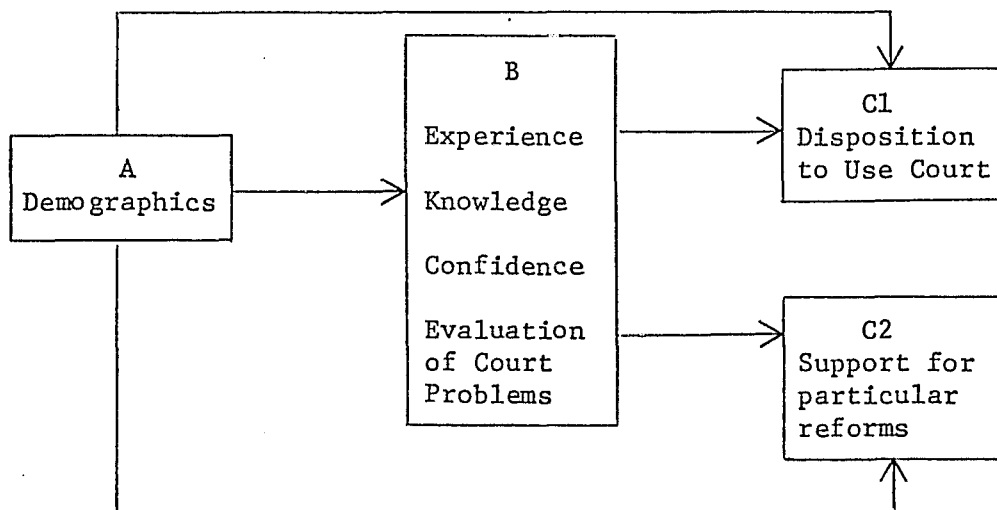 A
Demographics
B
Experience
Knowledge
Confidence
Evaluation
of Court
Problems
C1
Disposition
to Use Court
C2
Support for
particular
reforms